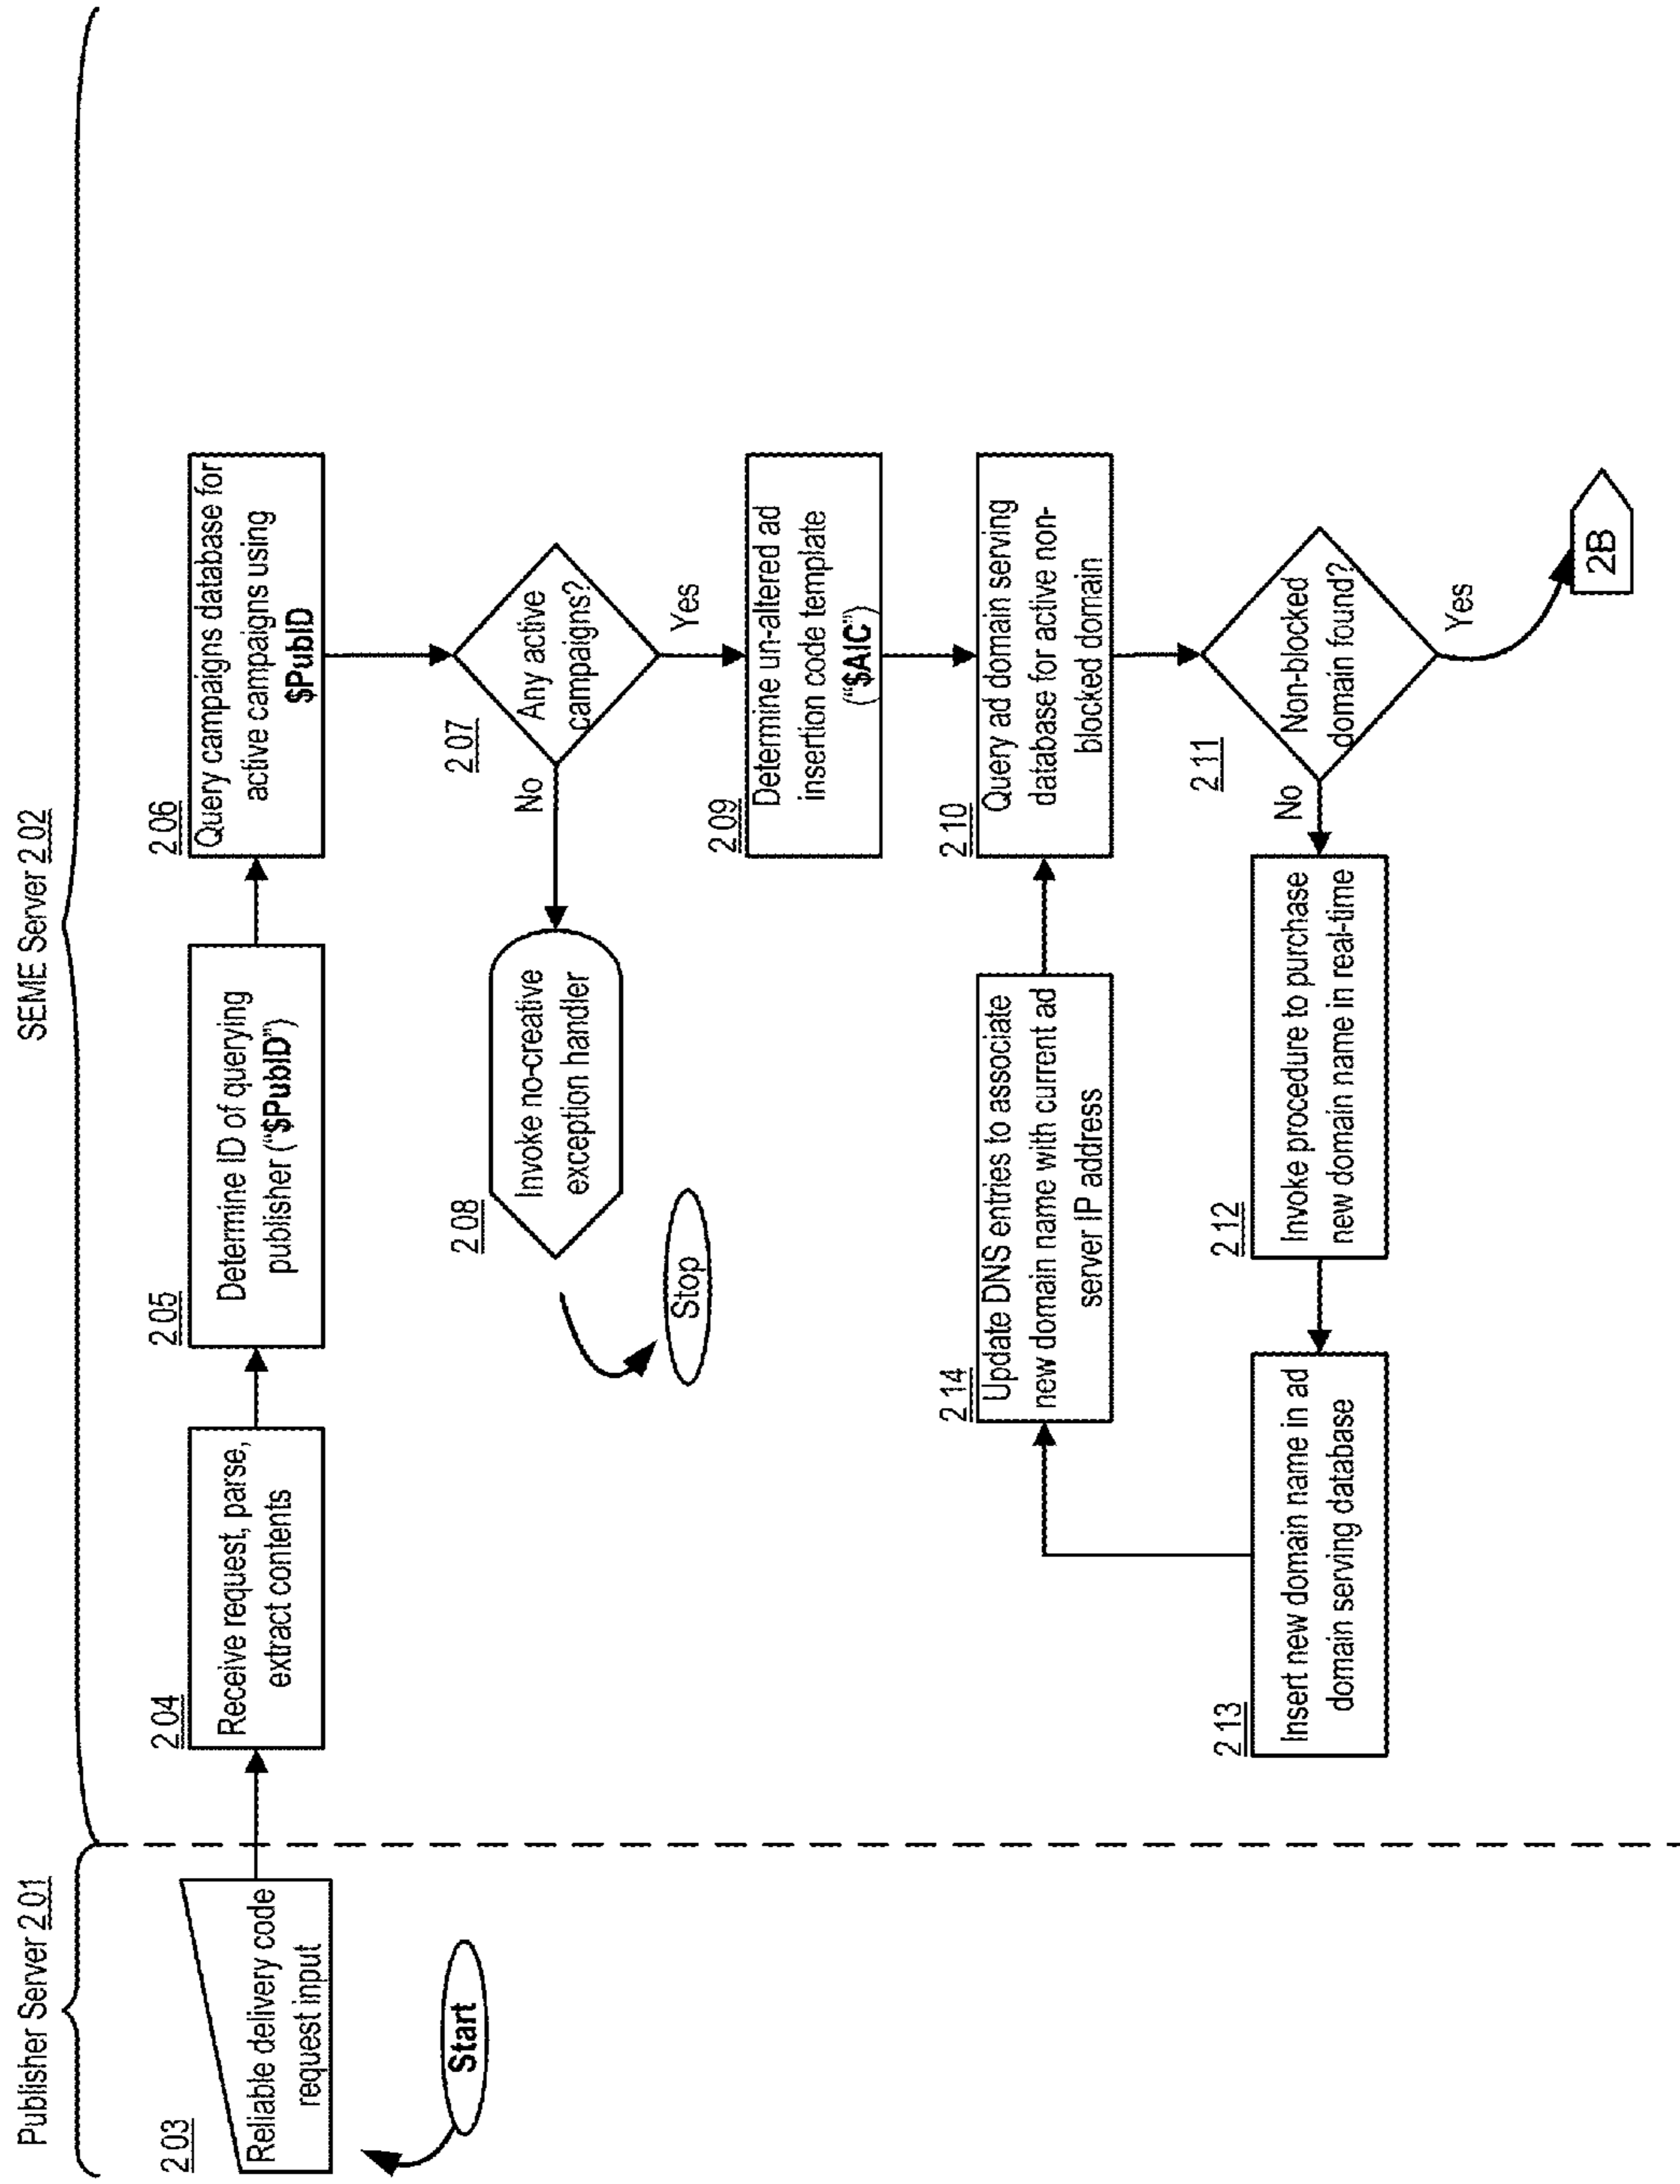 Publisher Server 2.01
SEME Server 2.02
2.03
Reliable delivery code
request input
Start
2.04
Receive request, parse,
extract contents
2.05
Determine ID of querying
publisher ("$PubID")
2.06
Query campaigns database for
active campaigns using
$PubID
2.07
Any active
campaigns?
No
Yes
2.08
Invoke no-creative
exception handler
Stop
2.09
Determine un-altered ad
insertion code template
("$AIC")
2.10
Query ad domain serving
database for active non-
blocked domain
2.11
Non-blocked
domain found?
No
Yes
2B
2.12
Invoke procedure to purchase
new domain name in real-time
2.13
Insert new domain name in ad
domain serving database
2.14
Update DNS entries to associate
new domain name with current ad
server IP address